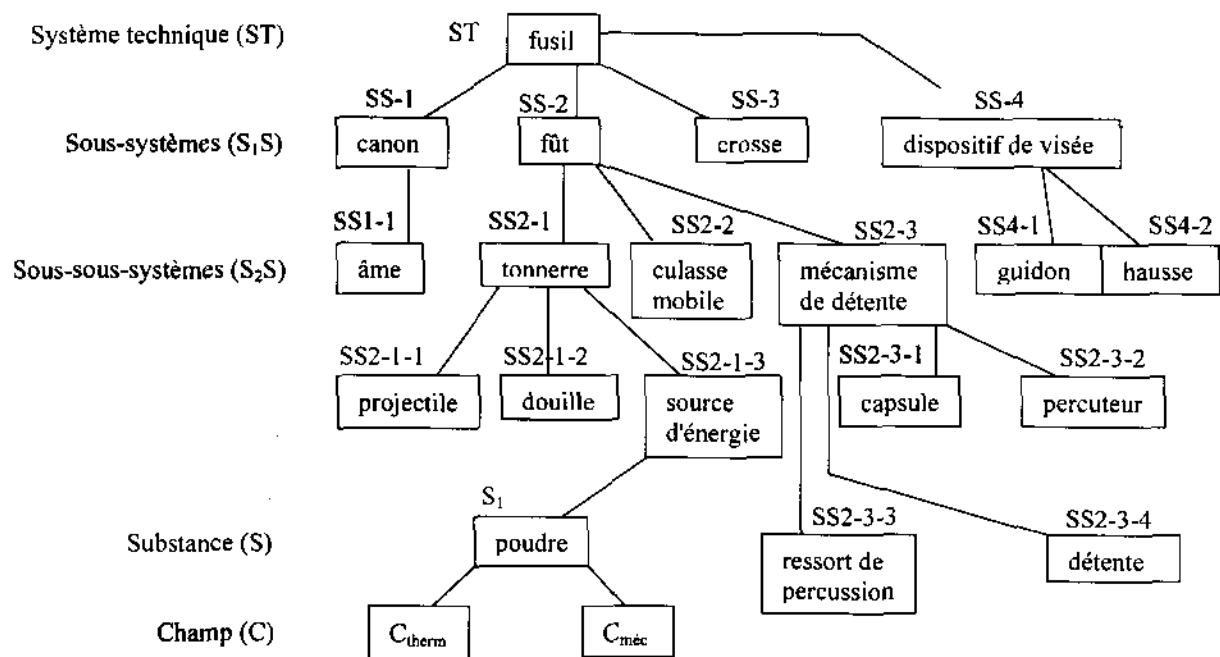 Système technique (ST)
ST
fusil
SS-1
SS-2
SS-3
SS-4
Sous-systèmes (S₁S)
canon
fût
crosse
dispositif de visée
SS1-1
SS2-1
SS2-2
SS2-3
SS4-1
SS4-2
Sous-sous-systèmes (S₂S)
âme
tonnerre
culasse
mobile
mécanisme
de détente
guidon
hausse
SS2-1-1
SS2-1-2
SS2-1-3
SS2-3-1
SS2-3-2
projectile
douille
source
d'énergie
capsule
percuteur
S₁
SS2-3-3
SS2-3-4
Substance (S)
poudre
ressort de
percussion
détente
Champ (C)
Ctherm
Cméc